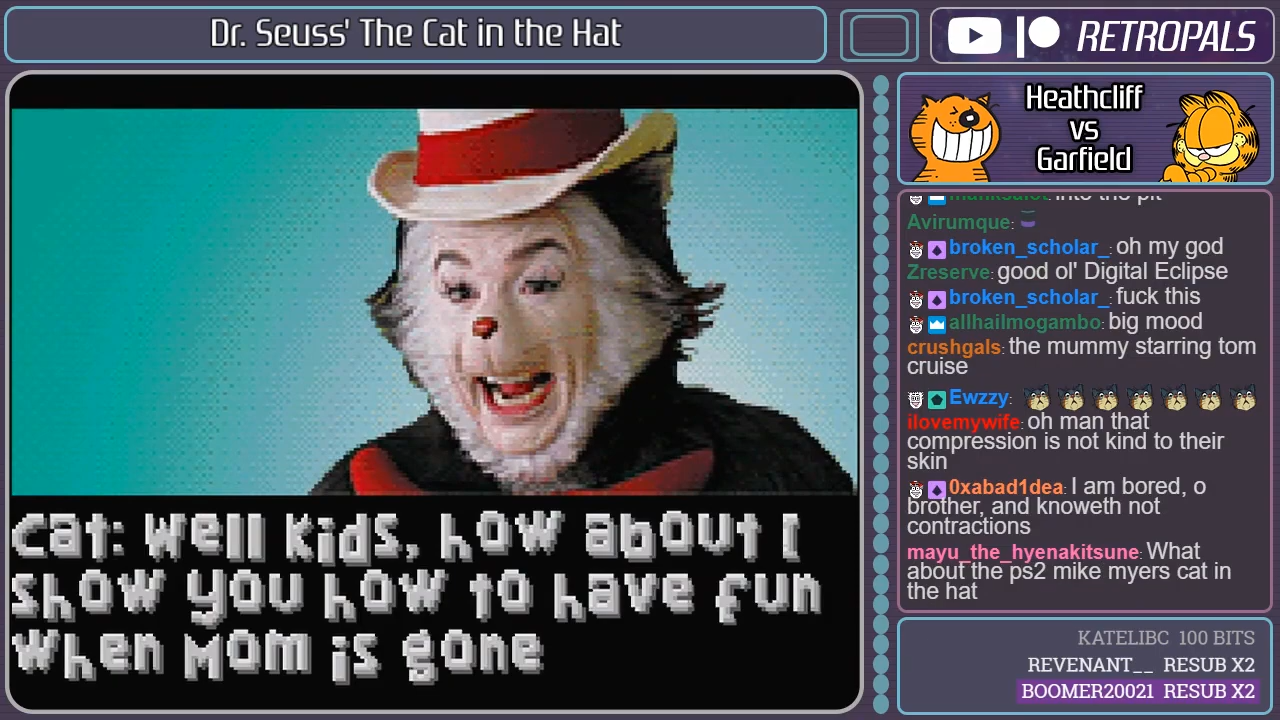 Dr. Seuss' The Cat in the Hat
RETROPALS
Heathcliff
vs
Garfield
into the pit
Avirumque:
broken_scholar_: oh my god
Zreserve: good ol' Digital Eclipse
broken_scholar_: fuck this
allhailmogambo: big mood
crushgals: the mummy starring tom
cruise
Ewzzy:
ilovemywife: oh man that
compression is not kind to their
skin
0xabad1dea: I am bored, o
brother, and knoweth not
contractions
mayu_the_hyenakitsune: What
about the ps2 mike myers cat in
the hat
Cat: Well kids, how about I
show you how to have fun
when Mom is gone
KATELIBC 100 BITS
REVENANT__ RESUB X2
BOOMER20021 RESUB X2